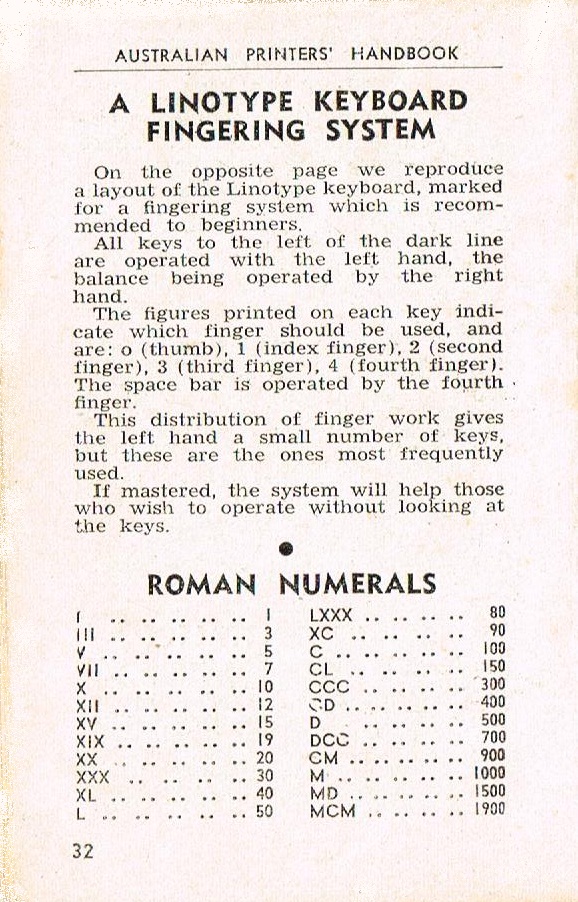 AUSTRALIAN PRINTERS' HANDBOOK
A LINOTYPE KEYBOARD
FINGERING SYSTEM
On the opposite page we reproduce
a layout of the Linotype keyboard, marked
for a fingering system which is recom-
mended to beginners.
All keys to the left of the dark line
are operated with the left hand, the
balance being operated by the right
hand.
The figures printed on each key indi-
cate which finger should be used, and
are: o (thumb), 1 (index finger), 2 (second
finger), 3 (third finger), 4 (fourth finger).
The space bar is operated by the fourth
finger.
This distribution of finger work gives
the left hand a small number of keys,
but these are the ones most frequently
used.
If mastered, the system will help those
who wish to operate without looking at
the keys.
●
ROMAN NUMERALS
I .. .. .. .. .. .. 1
III .. .. .. .. .. .. 3
V .. .. .. .. .. .. 5
VII .. .. .. .. .. .. 7
X .. .. .. .. .. .. 10
XII .. .. .. .. .. .. 12
XV .. .. .. .. .. .. 15
XIX .. .. .. .. .. .. 19
XX .. .. .. .. .. .. 20
XXX .. .. .. .. .. 30
XL .. .. .. .. .. .. 40
L .. .. .. .. .. .. 50
LXXX .. .. .. .. .. 80
XC .. .. .. .. .. 90
C .. .. .. .. .. .. 100
CL .. .. .. .. .. 150
CCC .. .. .. .. .. 300
CD .. .. .. .. .. .. 400
D .. .. .. .. .. 500
DCC .. .. .. .. .. 700
CM .. .. .. .. .. .. 900
M .. .. .. .. .. .. 1000
MD .. .. .. .. .. .. 1500
MCM .. .. .. .. .. 1900
32